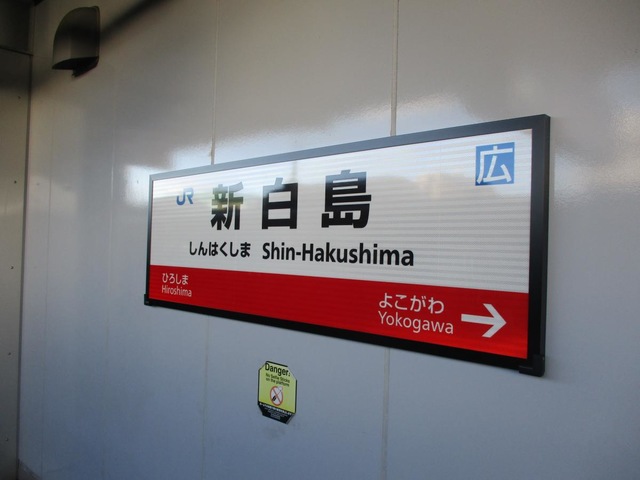 JR
広
新白島
しんはくしま Shin-Hakushima
ひろしま
Hiroshima
よこがわ
Yokogawa
Danger